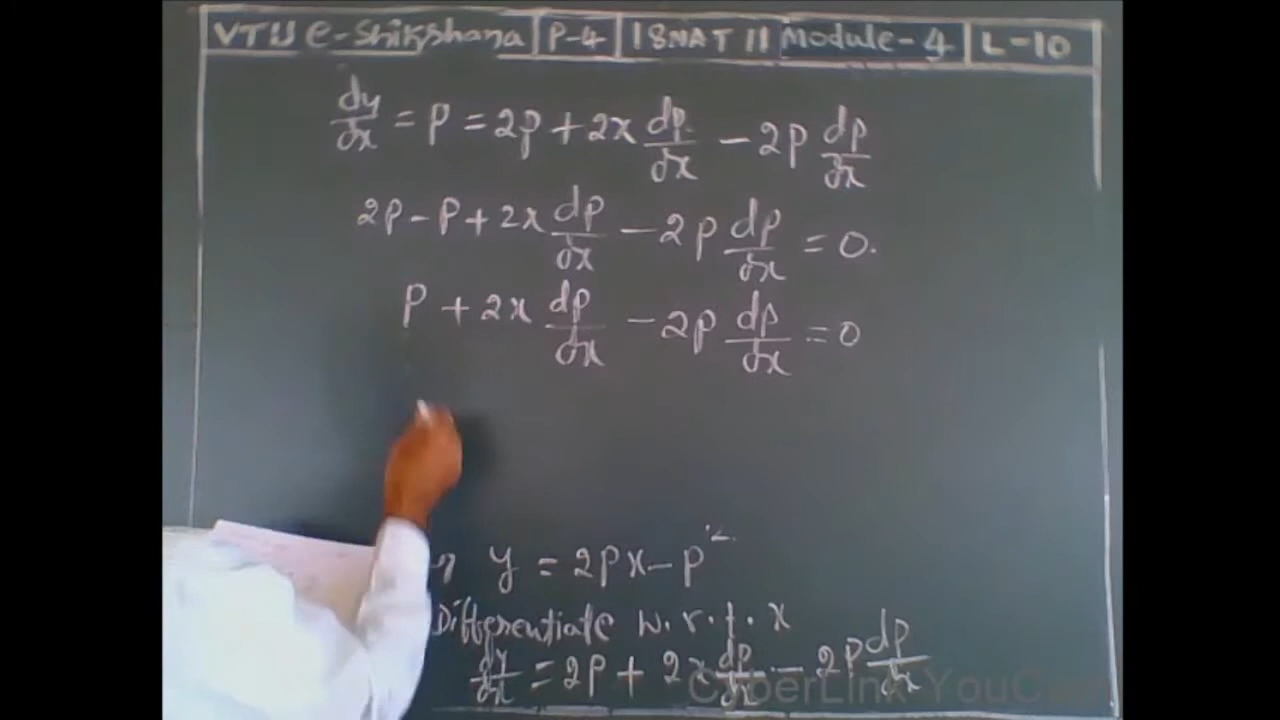 VTU e-Shikshana | P-4 | 18MAT11 Module-4 | L-10
dy/dx = P = 2p + 2x dp/dx - 2p dp/dx
2p - p + 2x dp/dx - 2p dp/dx = 0.
P + 2x dp/dx - 2p dp/dx = 0
y = 2px - p²
Differentiate w.r.t. x
dy/dx = 2p + 2x dp/dx - 2p dp/dx
CyberLink YouCam